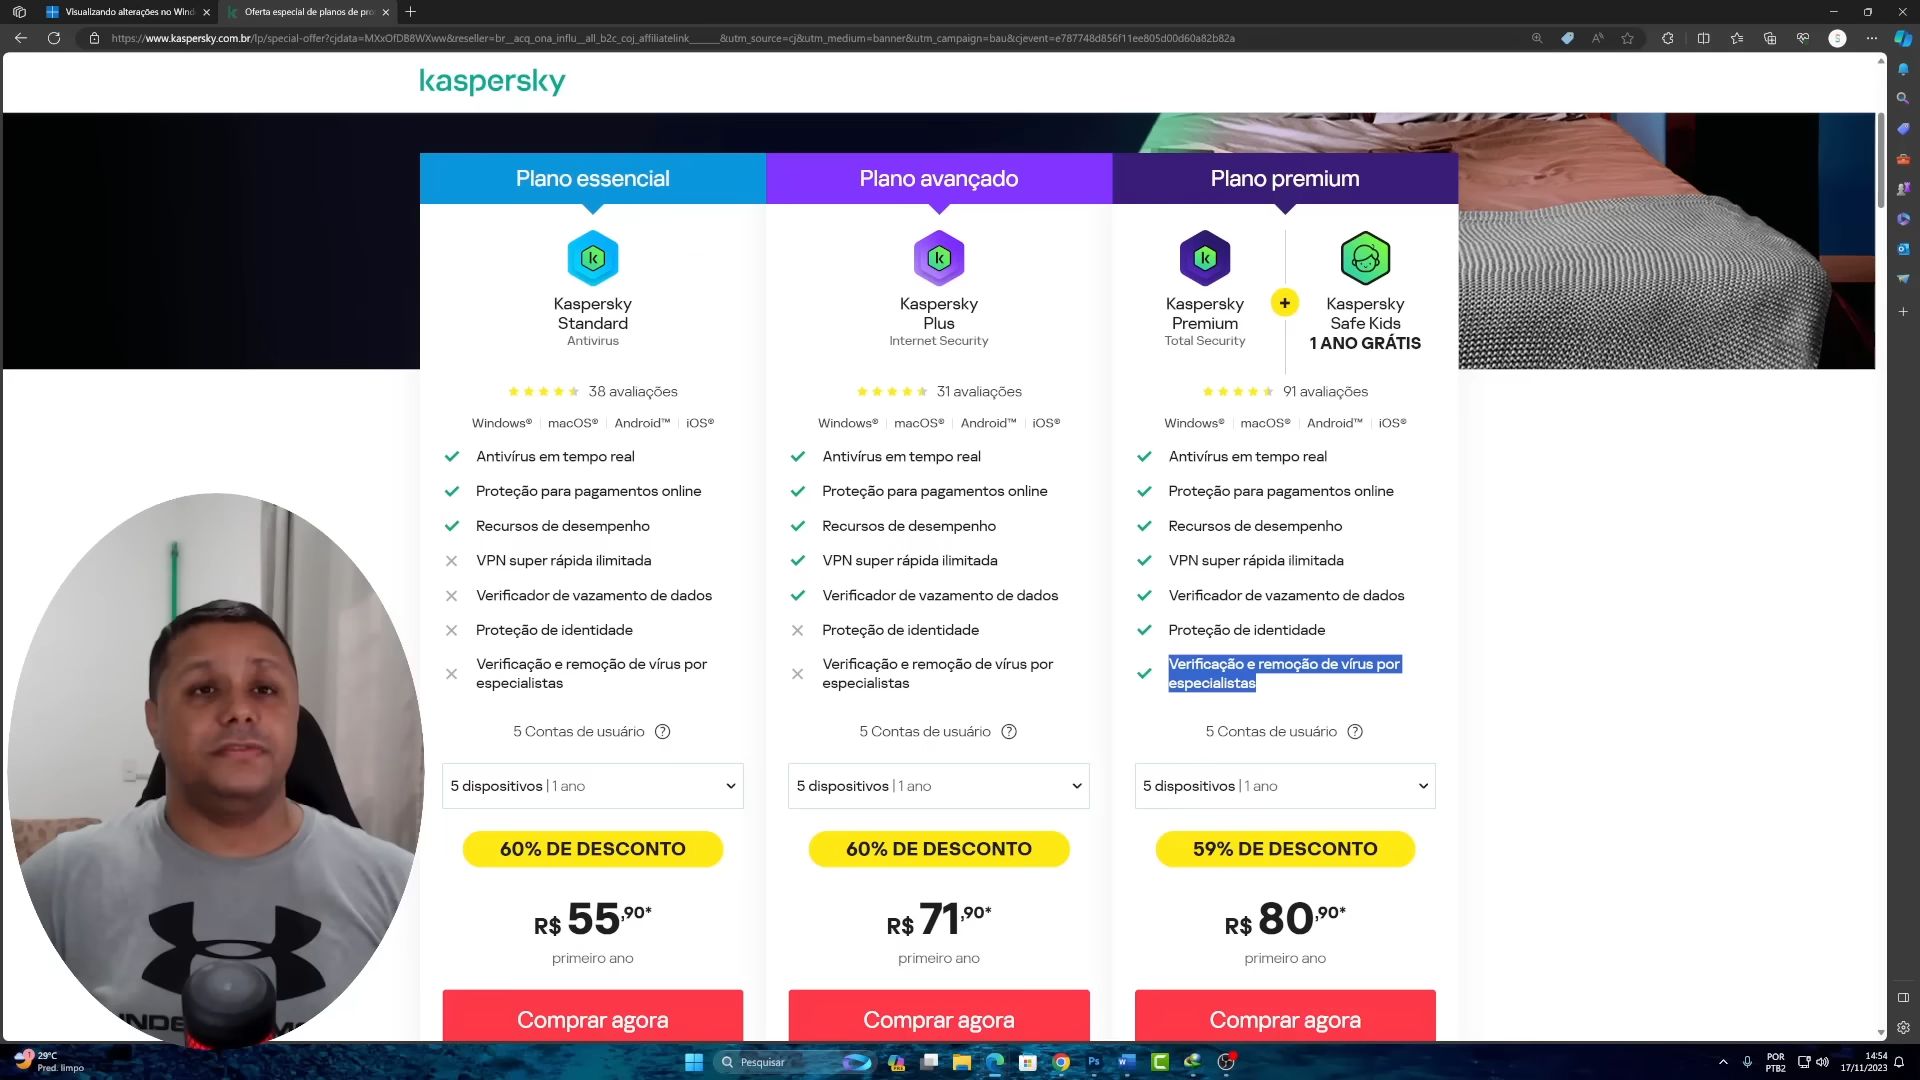 Visualizando alterações no Wind
Oferta especial de planos de pro
https://www.kaspersky.com.br/lp/special-offer?cjdata=MXxOfDB8WXww&reseller=br__acq_ona_influ__all_b2c_coj_affiliatelink_______&utm_source=cj&utm_medium=banner&utm_campaign=bau&cjevent=e787748d856f11ee805d00d60a82b82a
S
kaspersky
Plano essencial
Kaspersky
Standard
Antivirus
38 avaliações
Windows® | macOS® | Android™ | iOS®
Antivírus em tempo real
Proteção para pagamentos online
Recursos de desempenho
VPN super rápida ilimitada
Verificador de vazamento de dados
Proteção de identidade
Verificação e remoção de vírus por
especialistas
5 Contas de usuário ?
5 dispositivos | 1 ano
60% DE DESCONTO
R$ 55,90*
primeiro ano
Comprar agora
Plano avançado
Kaspersky
Plus
Internet Security
31 avaliações
Windows® | macOS® | Android™ | iOS®
Antivírus em tempo real
Proteção para pagamentos online
Recursos de desempenho
VPN super rápida ilimitada
Verificador de vazamento de dados
Proteção de identidade
Verificação e remoção de vírus por
especialistas
5 Contas de usuário ?
5 dispositivos | 1 ano
60% DE DESCONTO
R$ 71,90*
primeiro ano
Comprar agora
Plano premium
Kaspersky
Premium
Total Security
+
Kaspersky
Safe Kids
1 ANO GRÁTIS
91 avaliações
Windows® | macOS® | Android™ | iOS®
Antivírus em tempo real
Proteção para pagamentos online
Recursos de desempenho
VPN super rápida ilimitada
Verificador de vazamento de dados
Proteção de identidade
Verificação e remoção de vírus por
especialistas
5 Contas de usuário ?
5 dispositivos | 1 ano
59% DE DESCONTO
R$ 80,90*
primeiro ano
Comprar agora
29°C
Pred. limpo
Pesquisar
POR
PTB2
14:54
17/11/2023